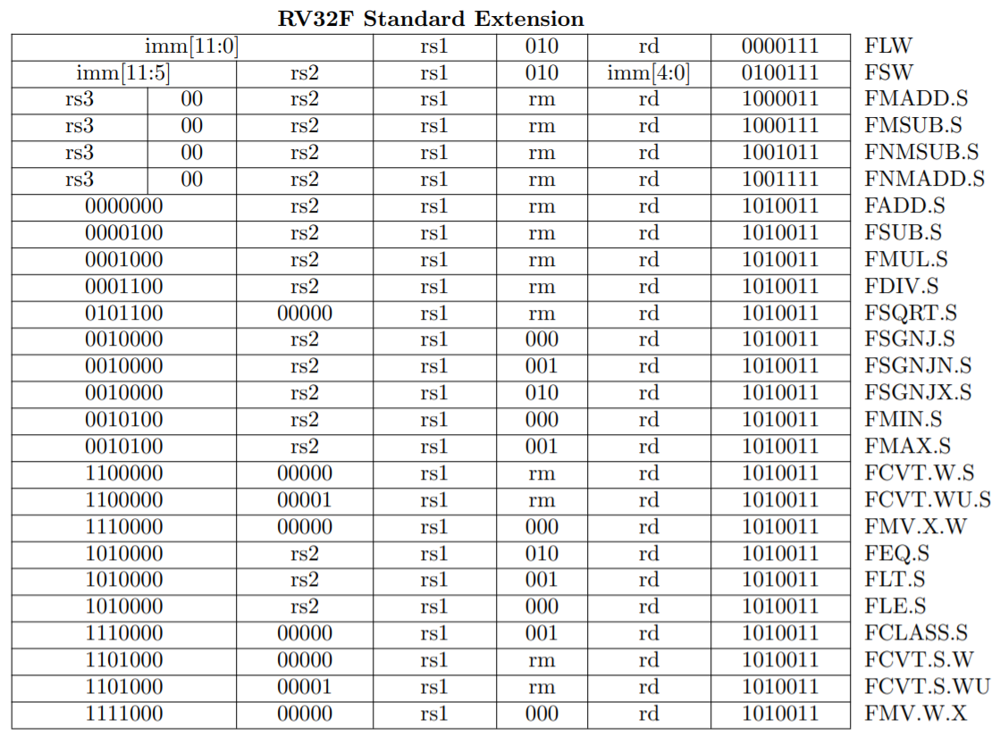 RV32F Standard Extension
imm[11:0] rs1 010 rd 0000111 FLW
imm[11:5] rs2 rs1 010 imm[4:0] 0100111 FSW
rs3 00 rs2 rs1 rm rd 1000011 FMADD.S
rs3 00 rs2 rs1 rm rd 1000111 FMSUB.S
rs3 00 rs2 rs1 rm rd 1001011 FNMSUB.S
rs3 00 rs2 rs1 rm rd 1001111 FNMADD.S
0000000 rs2 rs1 rm rd 1010011 FADD.S
0000100 rs2 rs1 rm rd 1010011 FSUB.S
0001000 rs2 rs1 rm rd 1010011 FMUL.S
0001100 rs2 rs1 rm rd 1010011 FDIV.S
0101100 00000 rs1 rm rd 1010011 FSQRT.S
0010000 rs2 rs1 000 rd 1010011 FSGNJ.S
0010000 rs2 rs1 001 rd 1010011 FSGNJN.S
0010000 rs2 rs1 010 rd 1010011 FSGNJX.S
0010100 rs2 rs1 000 rd 1010011 FMIN.S
0010100 rs2 rs1 001 rd 1010011 FMAX.S
1100000 00000 rs1 rm rd 1010011 FCVT.W.S
1100000 00001 rs1 rm rd 1010011 FCVT.WU.S
1110000 00000 rs1 000 rd 1010011 FMV.X.W
1010000 rs2 rs1 010 rd 1010011 FEQ.S
1010000 rs2 rs1 001 rd 1010011 FLT.S
1010000 rs2 rs1 000 rd 1010011 FLE.S
1110000 00000 rs1 001 rd 1010011 FCLASS.S
1101000 00000 rs1 rm rd 1010011 FCVT.S.W
1101000 00001 rs1 rm rd 1010011 FCVT.S.WU
1111000 00000 rs1 000 rd 1010011 FMV.W.X